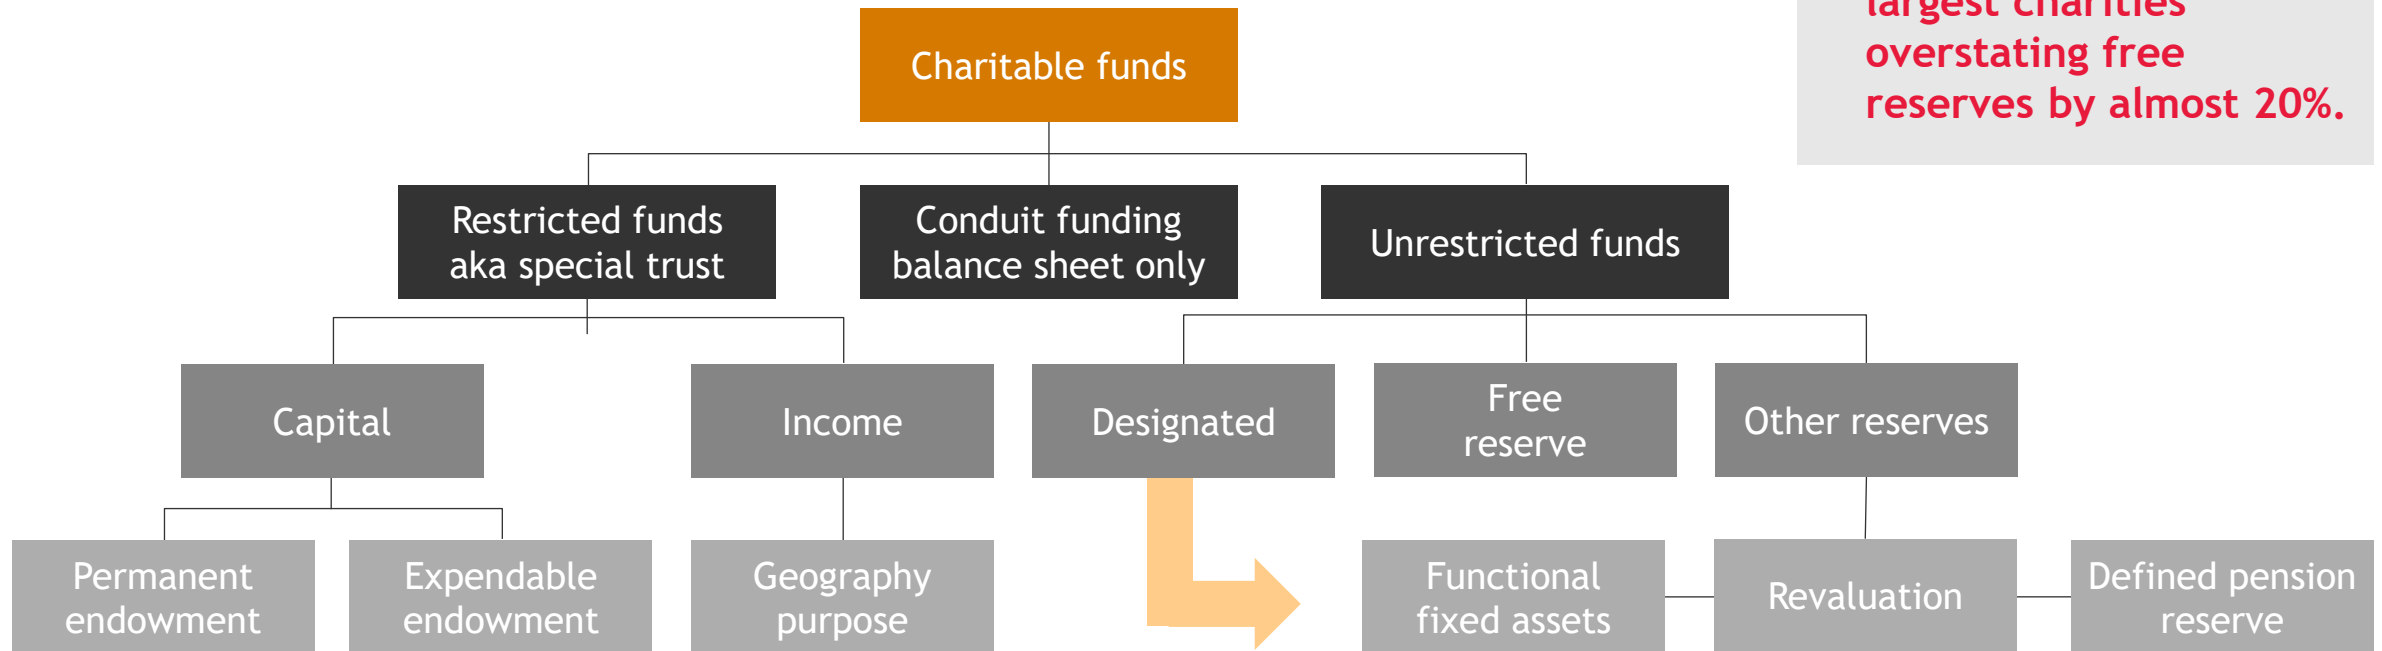 largest charities
overstating free
reserves by almost 20%.
Charitable funds
Restricted funds
aka special trust
Conduit funding
balance sheet only
Unrestricted funds
Capital
Income
Designated
Free
reserve
Other reserves
Permanent
endowment
Expendable
endowment
Geography
purpose
Functional
fixed assets
Revaluation
Defined pension
reserve